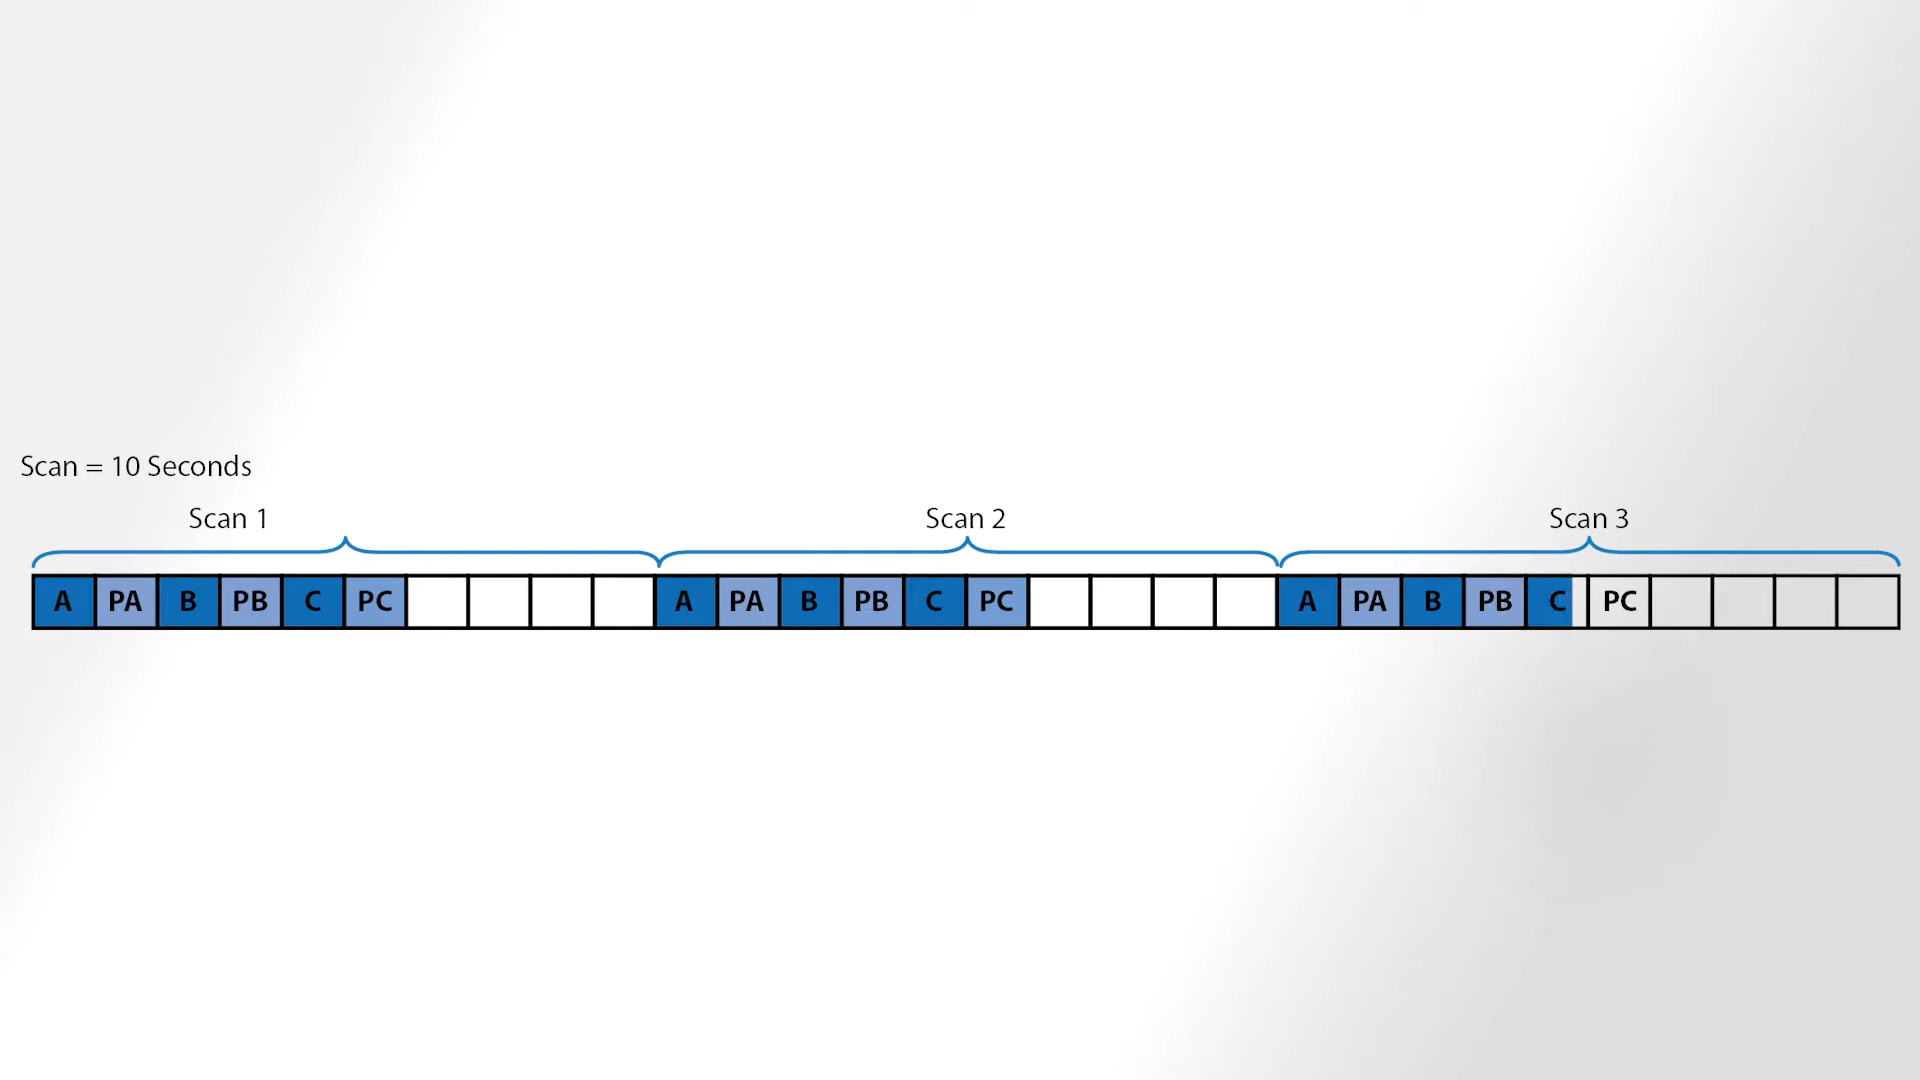 Scan = 10 Seconds
Scan 1 Scan 2 Scan 3
A PA B PB C PC A PA B PB C PC A PA B PB C PC